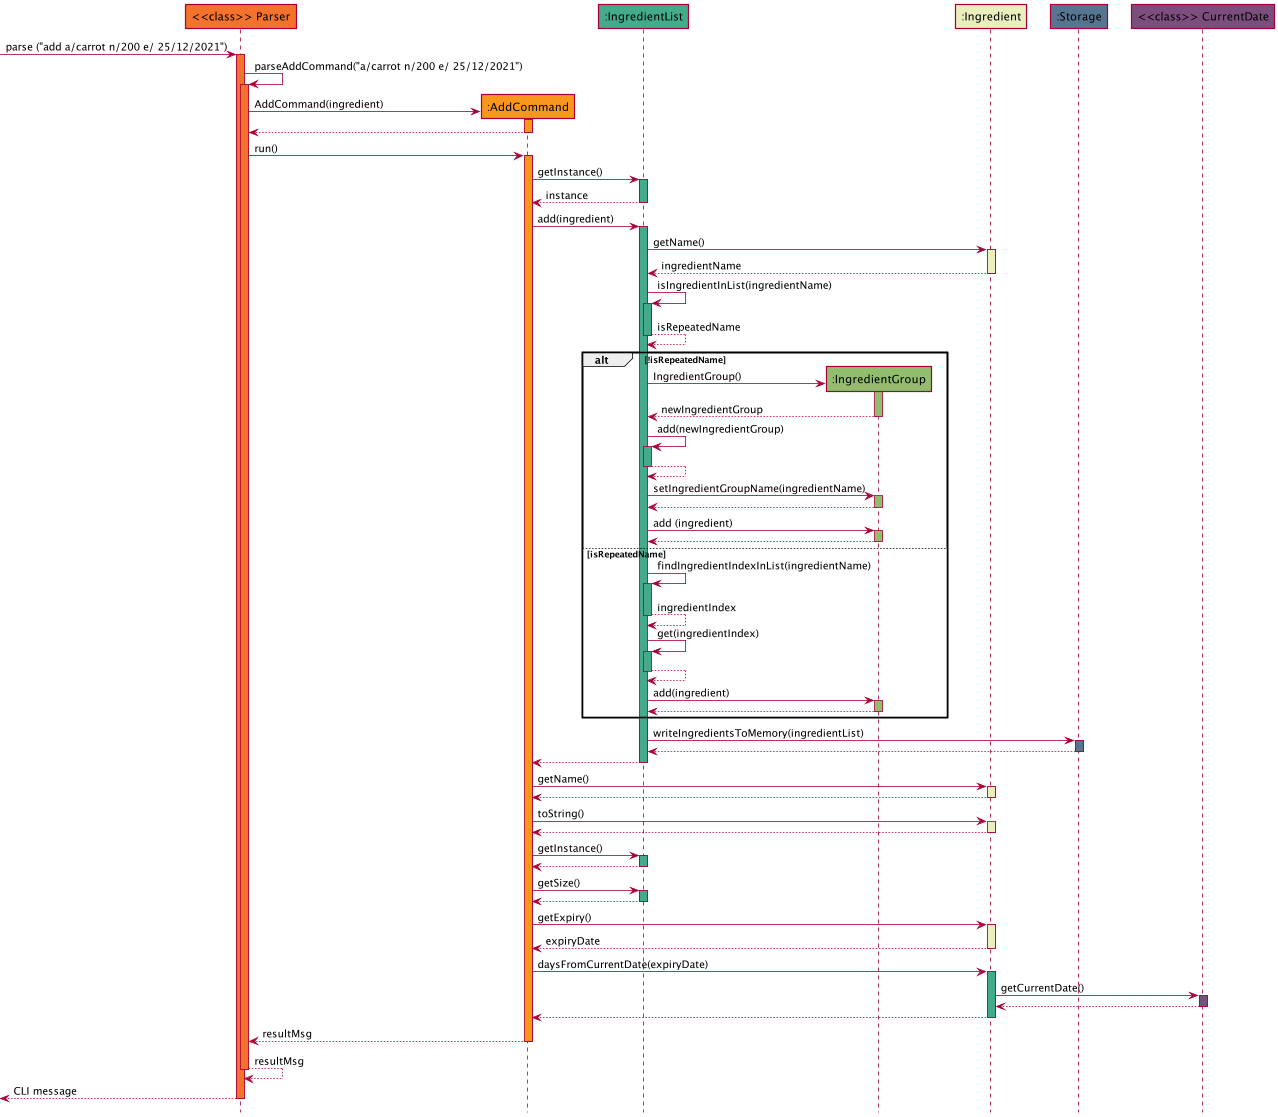 <<class>> Parser
:IngredientList
:Ingredient
:Storage
<<class>> CurrentDate
parse ("add a/carrot n/200 e/ 25/12/2021")
parseAddCommand("a/carrot n/200 e/ 25/12/2021")
AddCommand(ingredient)
:AddCommand
run()
getInstance()
instance
add(ingredient)
getName()
ingredientName
isIngredientInList(ingredientName)
isRepeatedName
alt
[!isRepeatedName]
IngredientGroup()
:IngredientGroup
newIngredientGroup
add(newIngredientGroup)
setIngredientGroupName(ingredientName)
add (ingredient)
[isRepeatedName]
findIngredientIndexInList(ingredientName)
ingredientIndex
get(ingredientIndex)
add(ingredient)
writeIngredientsToMemory(ingredientList)
getName()
toString()
getInstance()
getSize()
getExpiry()
expiryDate
daysFromCurrentDate(expiryDate)
getCurrentDate()
resultMsg
resultMsg
CLI message